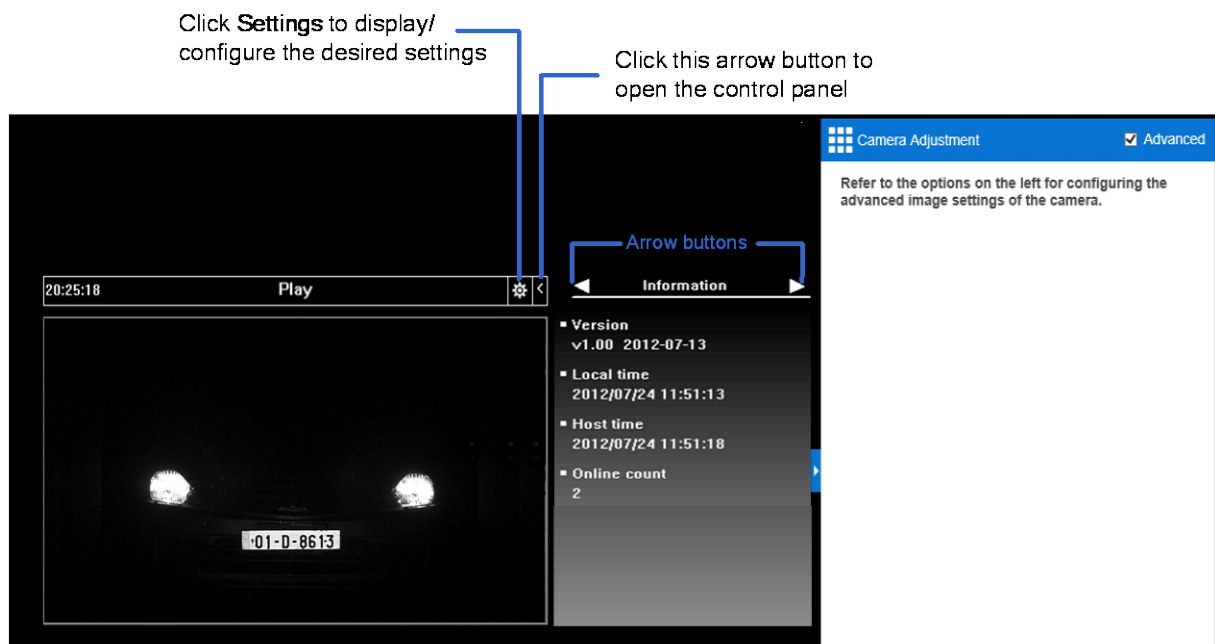 Click Settings to display/
configure the desired settings
Click this arrow button to
open the control panel
Camera Adjustment
Advanced
Refer to the options on the left for configuring the
advanced image settings of the camera.
Arrow buttons
20:25:18
Play
Information
Version
v1.00 2012-07-13
Local time
2012/07/24 11:51:13
Host time
2012/07/24 11:51:18
Online count
2
01-D-8613